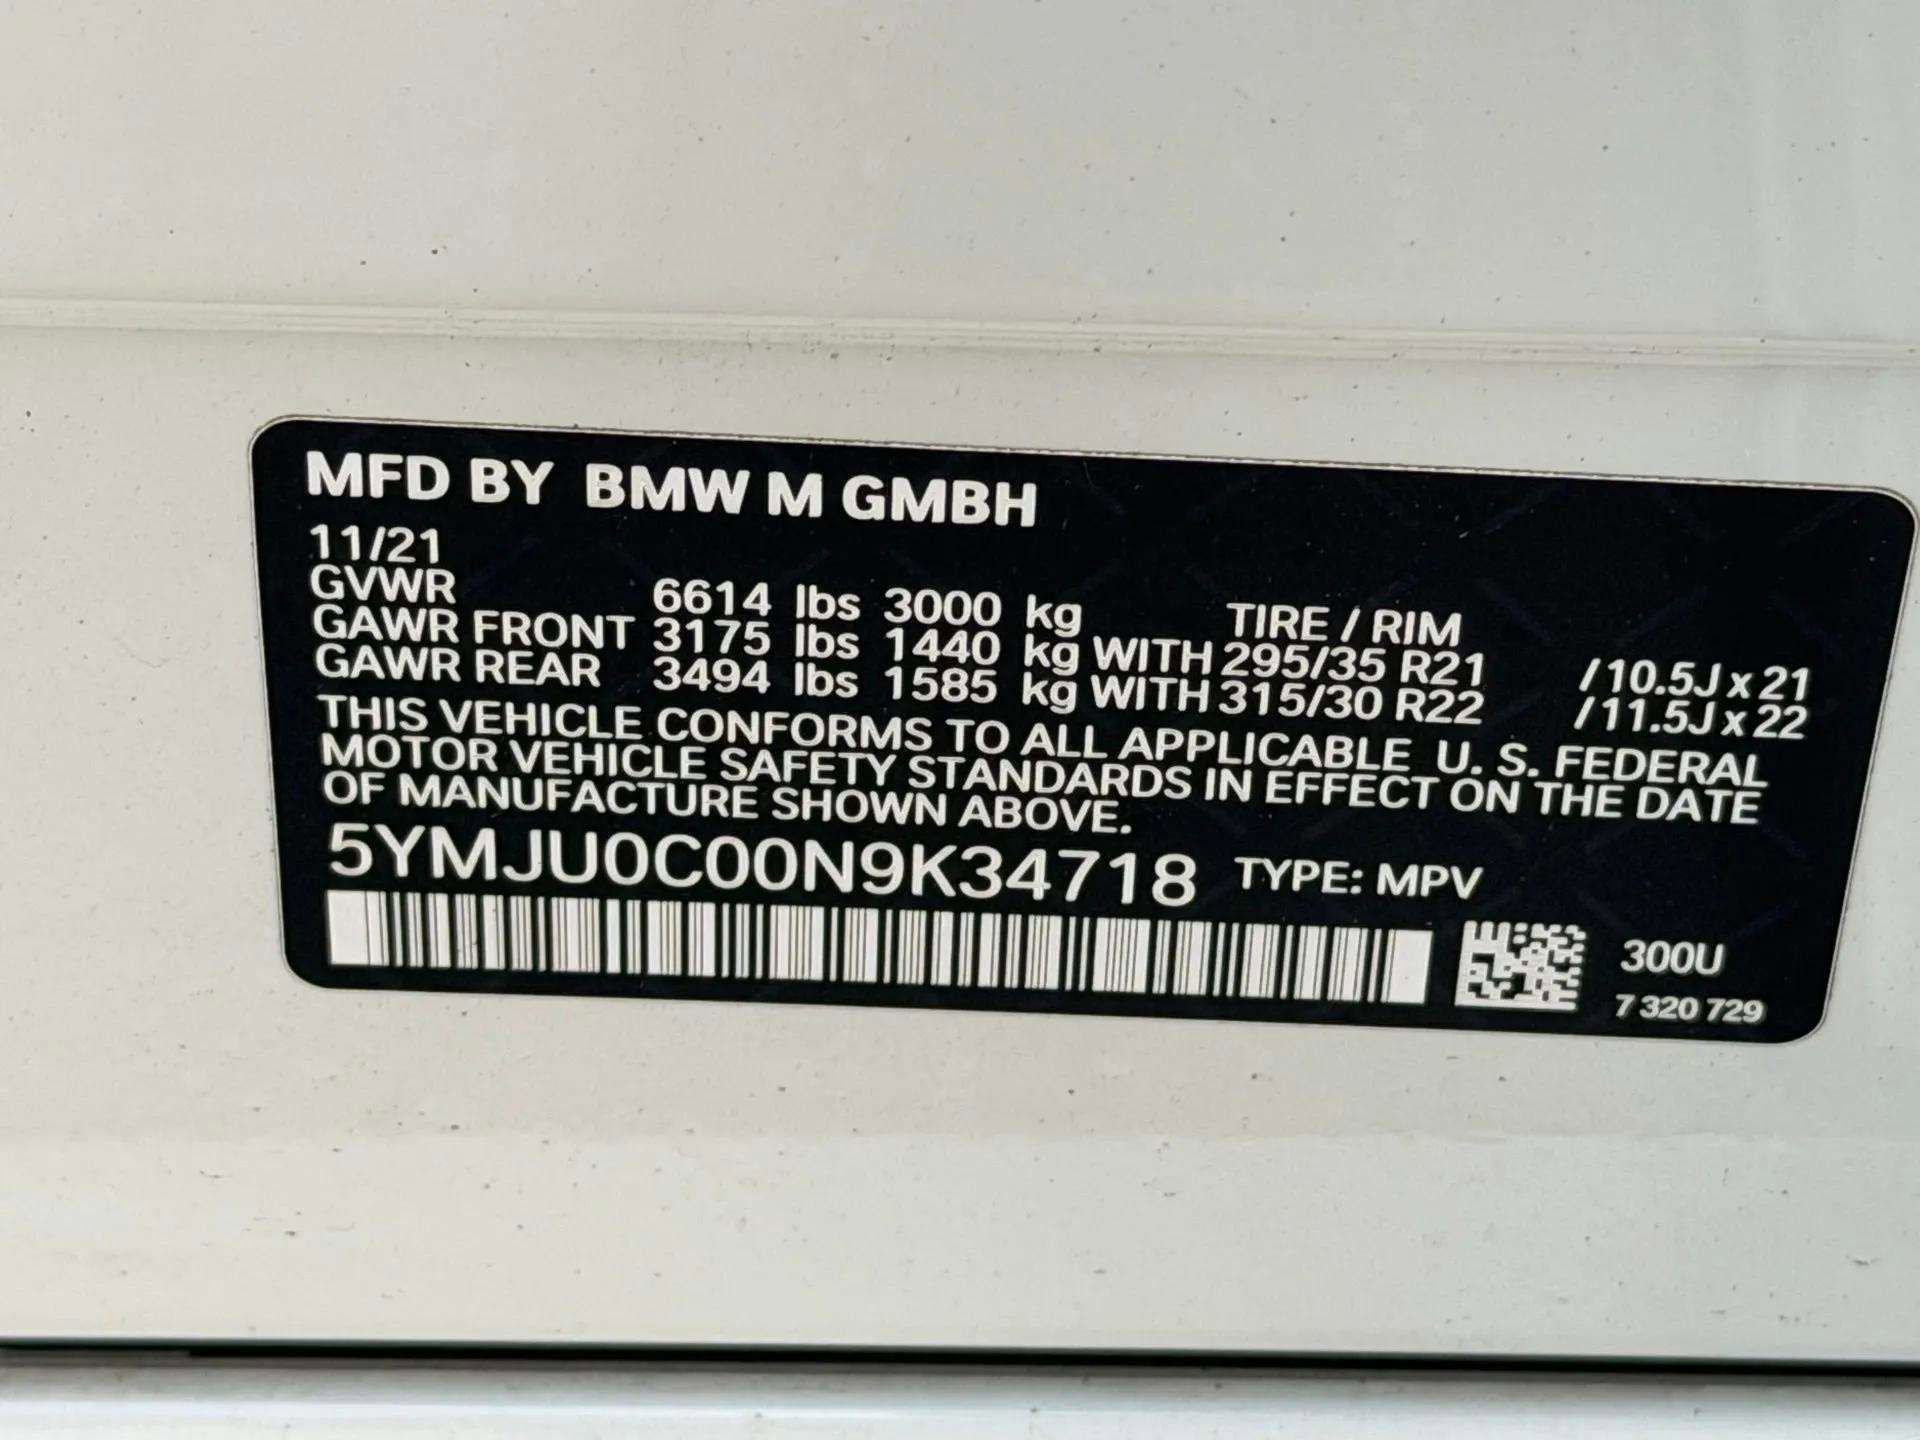 MFD BY BMW M GMBH
11/21
GVWR 6614 lbs 3000 kg TIRE / RIM
GAWR FRONT 3175 lbs 1440 kg WITH 295/35 R21 /10.5J x 21
GAWR REAR 3494 lbs 1585 kg WITH 315/30 R22 /11.5J x 22
THIS VEHICLE CONFORMS TO ALL APPLICABLE U. S. FEDERAL
MOTOR VEHICLE SAFETY STANDARDS IN EFFECT ON THE DATE
OF MANUFACTURE SHOWN ABOVE.
5YMJU0C00N9K34718 TYPE: MPV
300U
7 320 729